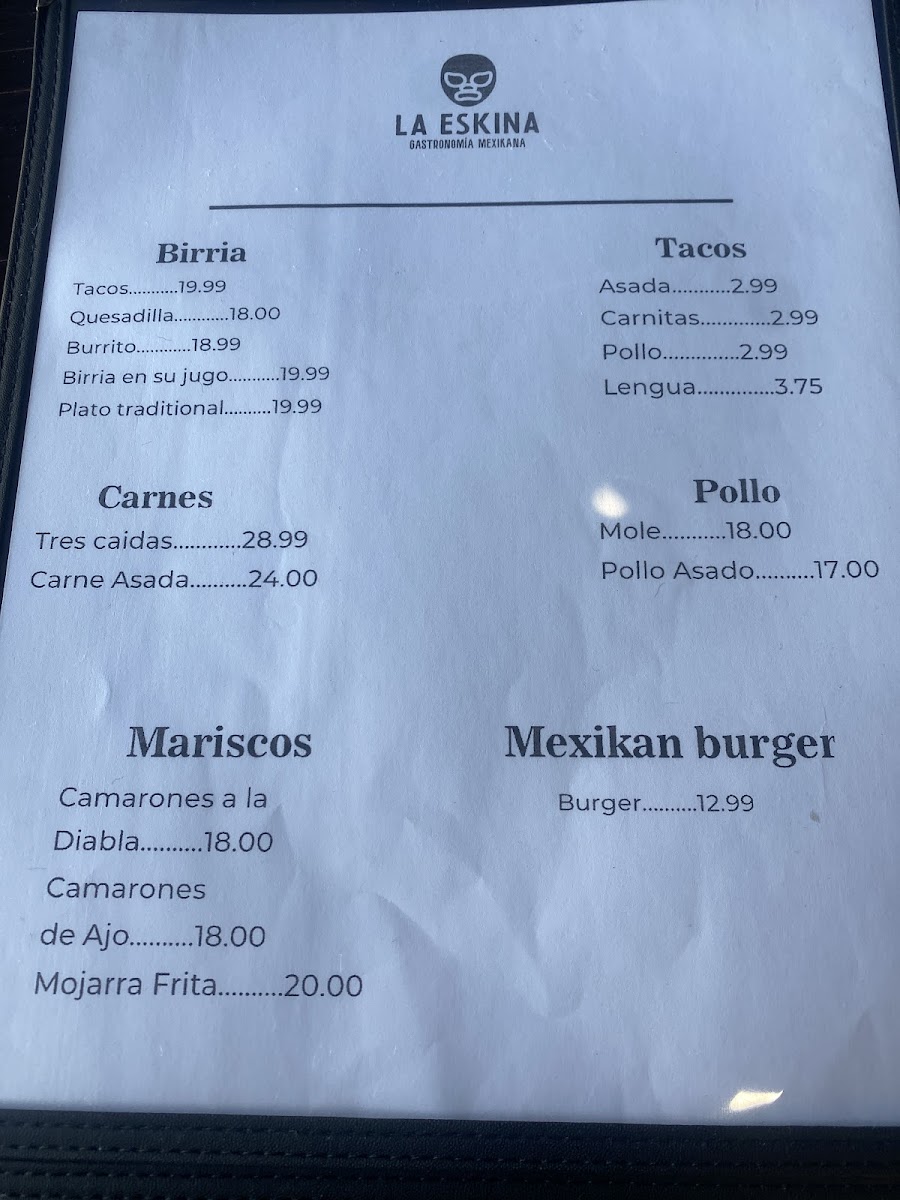 LA ESKINA
GASTRONOMÍA MEXIKANA
Birria
Tacos...........19.99
Quesadilla............18.00
Burrito............18.99
Birria en su jugo...........19.99
Plato traditional..........19.99
Tacos
Asada...........2.99
Carnitas.............2.99
Pollo..............2.99
Lengua..............3.75
Carnes
Tres caidas............28.99
Carne Asada..........24.00
Pollo
Mole...........18.00
Pollo Asado..........17.00
Mariscos
Camarones a la
Diabla..........18.00
Camarones
de Ajo..........18.00
Mojarra Frita..........20.00
Mexikan burger
Burger..........12.99